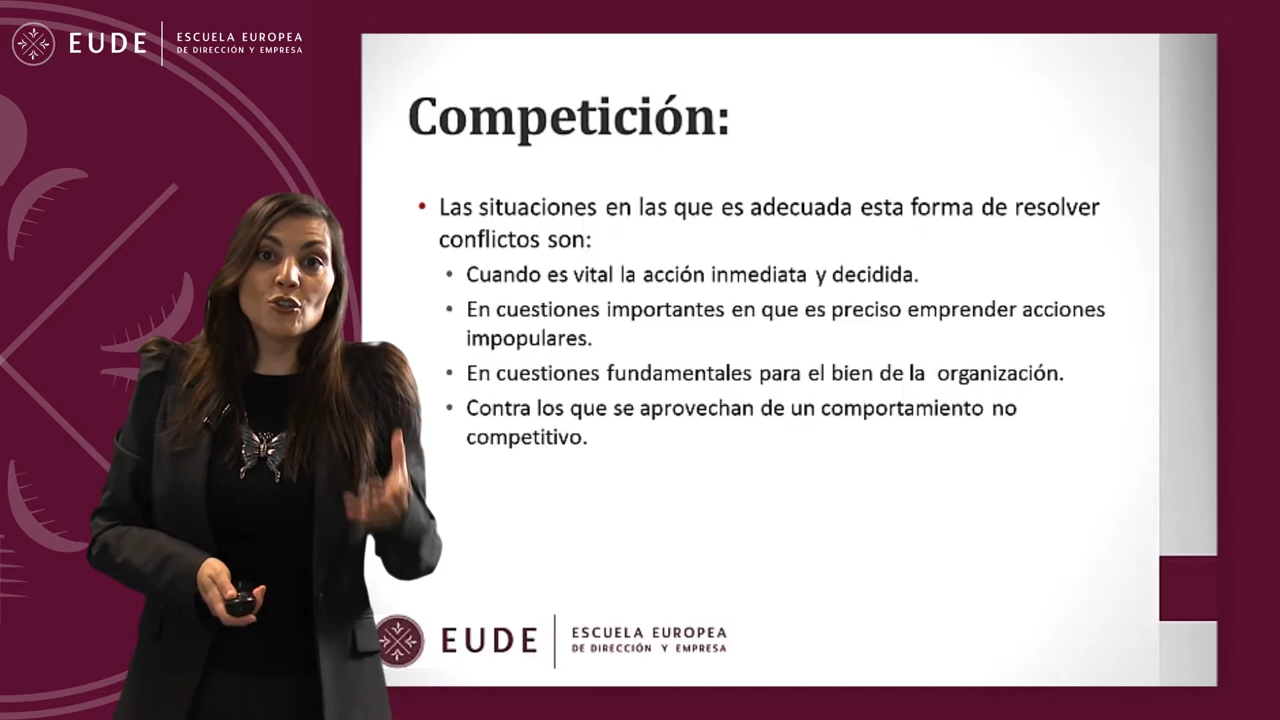 EUDE
ESCUELA EUROPEA
DE DIRECCIÓN Y EMPRESA
Competición:
• Las situaciones en las que es adecuada esta forma de resolver
conflictos son:
• Cuando es vital la acción inmediata y decidida.
• En cuestiones importantes en que es preciso emprender acciones
impopulares.
• En cuestiones fundamentales para el bien de la organización.
• Contra los que se aprovechan de un comportamiento no
competitivo.
EUDE
ESCUELA EUROPEA
DE DIRECCIÓN Y EMPRESA